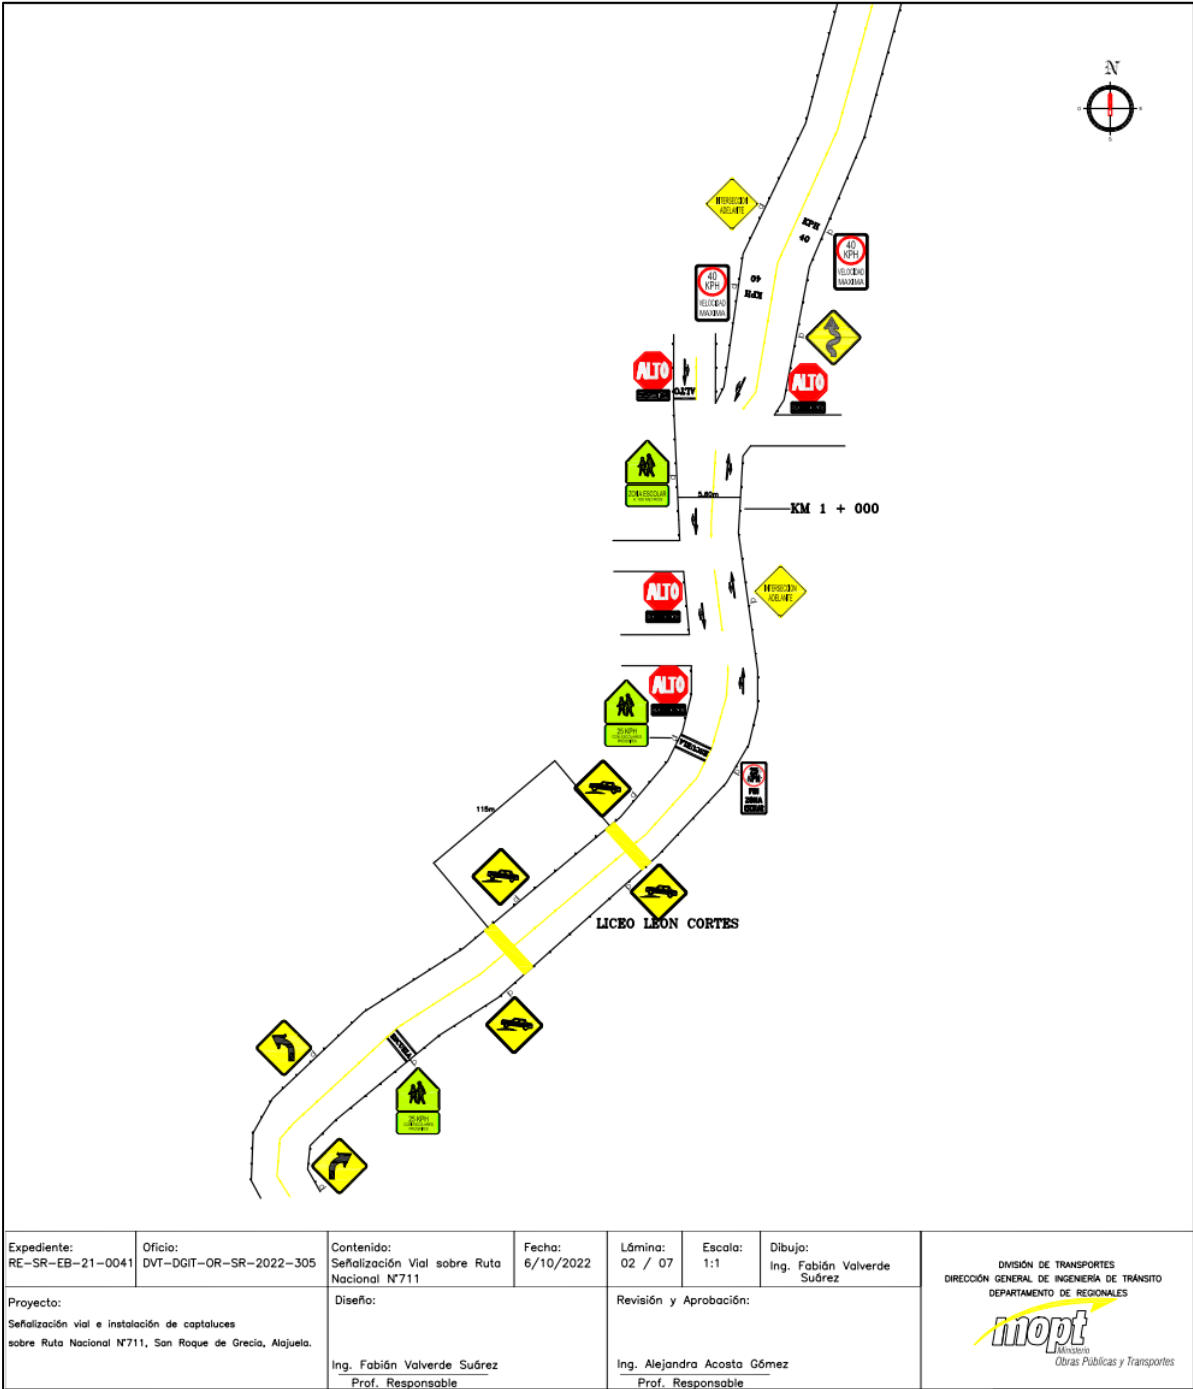 N
INTERSECCION
ADELANTE
KPH
40
40
KPH
VELOCIDAD
MAXIMA
40
KPH
VELOCIDAD
MAXIMA
40
KPH
ALTO
ALTO
ALTO
ZONA ESCOLAR
5.60m
KM 1 + 000
ALTO
INTERSECCION
ADELANTE
ALTO
25 KPH
ESCUELA
115m
LICEO LEON CORTES
ESCUELA
25 KPH
Expediente:
RE-SR-EB-21-0041
Oficio:
DVT-DGIT-OR-SR-2022-305
Contenido:
Señalización Vial sobre Ruta
Nacional N°711
Fecha:
6/10/2022
Lámina:
02 / 07
Escala:
1:1
Dibujo:
Ing. Fabián Valverde
Suárez
Proyecto:
Señalización vial e instalación de captaluces
sobre Ruta Nacional N°711, San Roque de Grecia, Alajuela.
Diseño:
Ing. Fabián Valverde Suárez
Prof. Responsable
Revisión y Aprobación:
Ing. Alejandra Acosta Gómez
Prof. Responsable
DIVISIÓN DE TRANSPORTES
DIRECCIÓN GENERAL DE INGENIERÍA DE TRÁNSITO
DEPARTAMENTO DE REGIONALES
mopt
Ministerio
Obras Públicas y Transportes